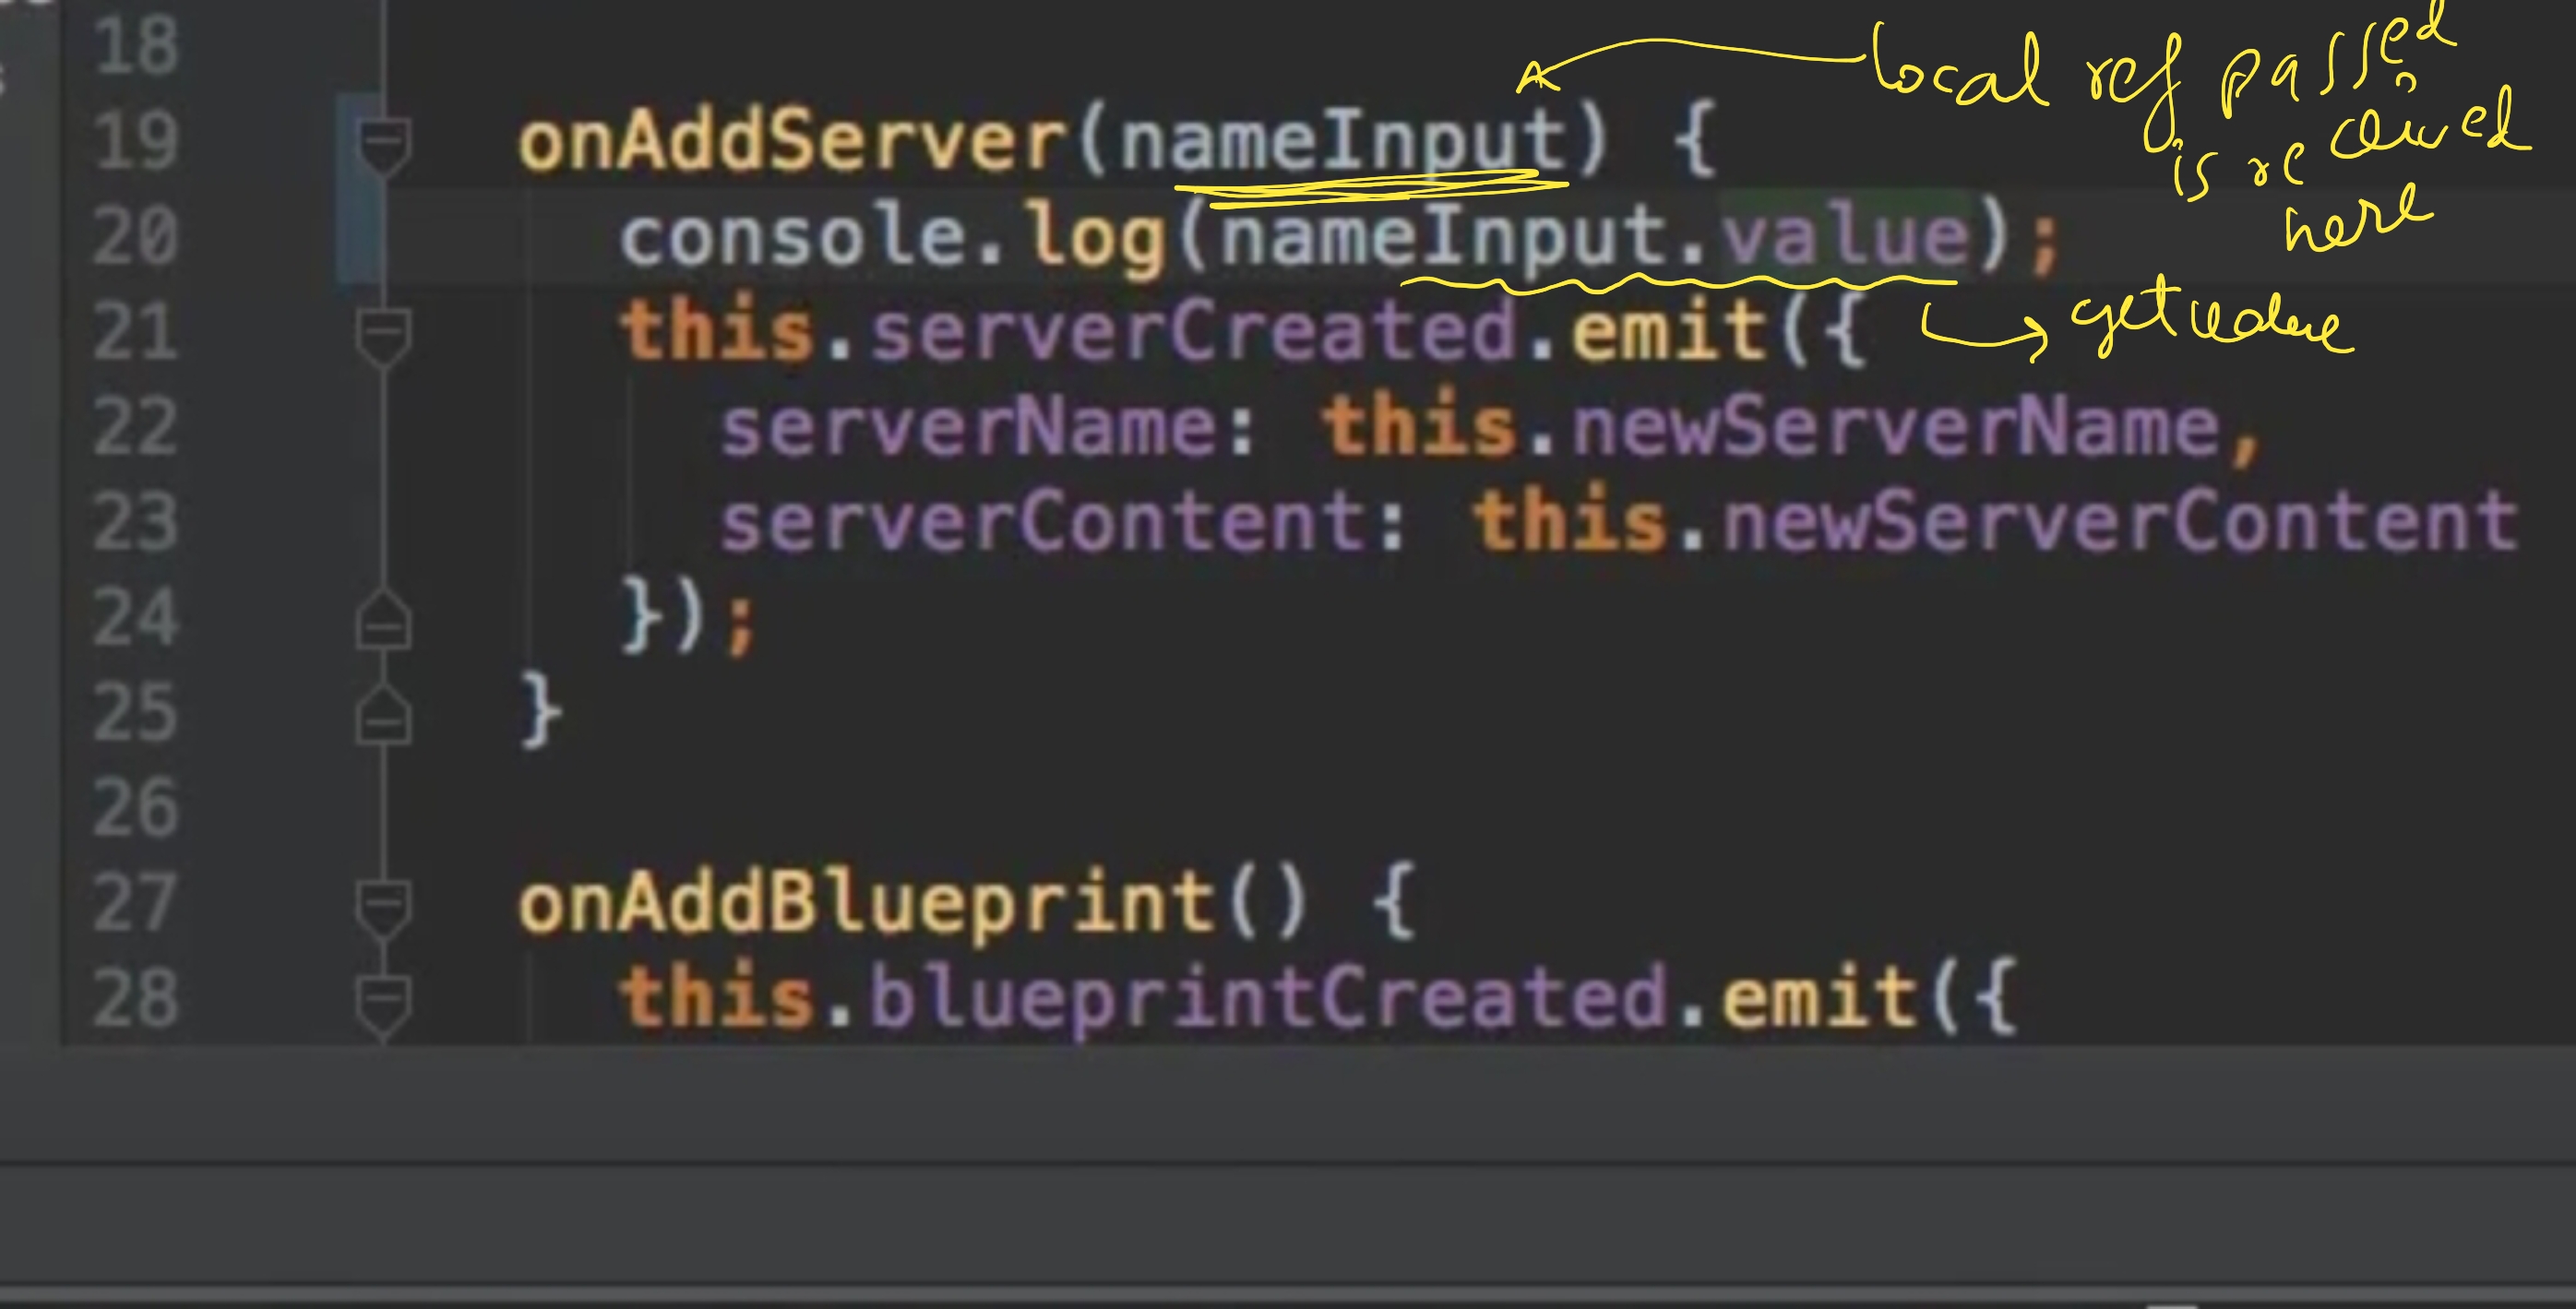 18
19 onAddServer(nameInput) {
20 console.log(nameInput.value);
21 this.serverCreated.emit({
22 serverName: this.newServerName,
23 serverContent: this.newServerContent
24 });
25 }
26
27 onAddBlueprint() {
28 this.blueprintCreated.emit({
local ref passed
is received
here
get value